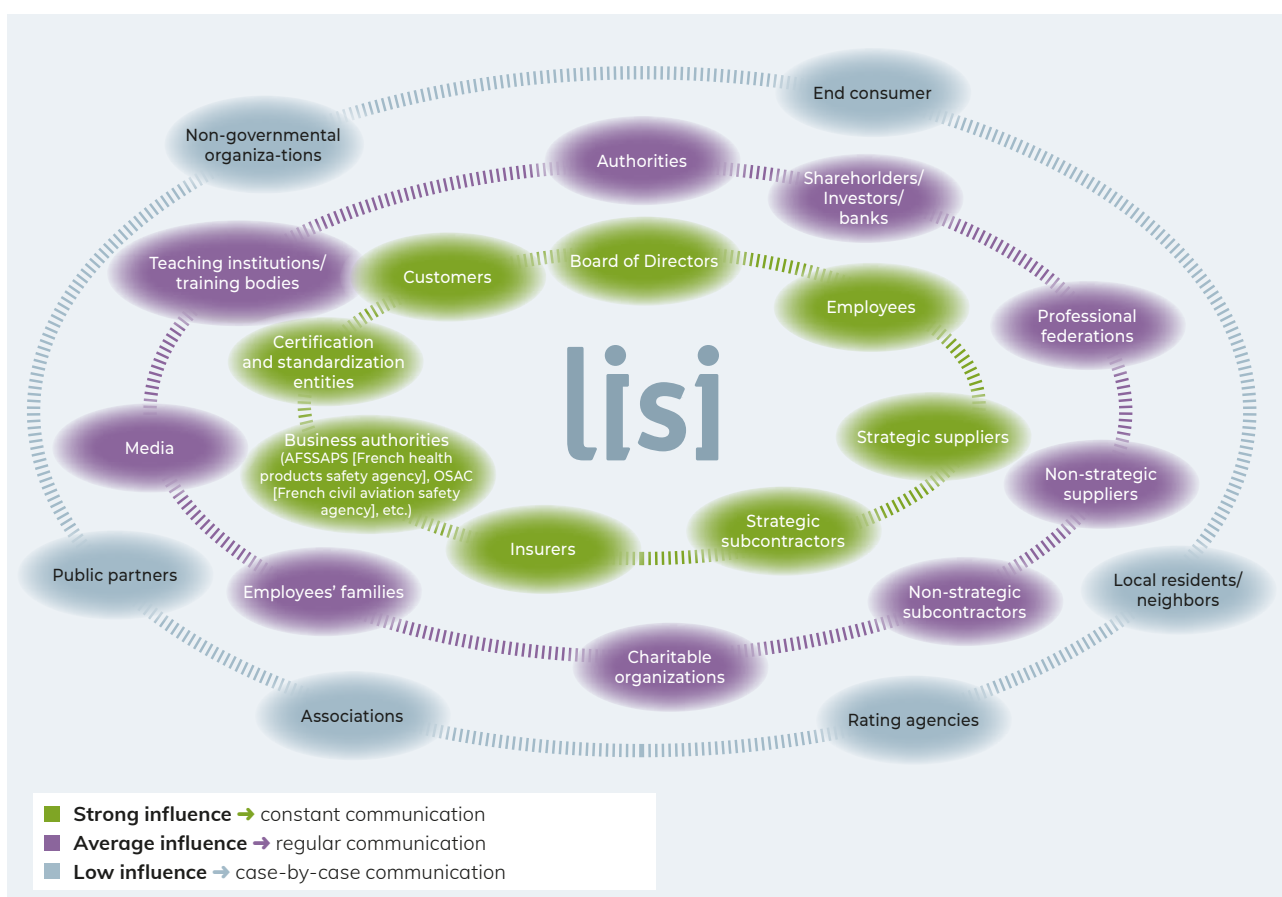 End consumer
Non-governmental
organiza-tions
Authorities
Shareholders/
Investors/
banks
Teaching institutions/
training bodies
Customers
Board of Directors
Employees
Professional
federations
Certification
and standardization
entities
lisi
Media
Business authorities
(AFSSAPS [French health
products safety agency], OSAC
[French civil aviation safety
agency], etc.)
Strategic suppliers
Non-strategic
suppliers
Insurers
Strategic
subcontractors
Public partners
Employees’ families
Non-strategic
subcontractors
Local residents/
neighbors
Charitable
organizations
Associations
Rating agencies
Strong influence ➜ constant communication
Average influence ➜ regular communication
Low influence ➜ case-by-case communication